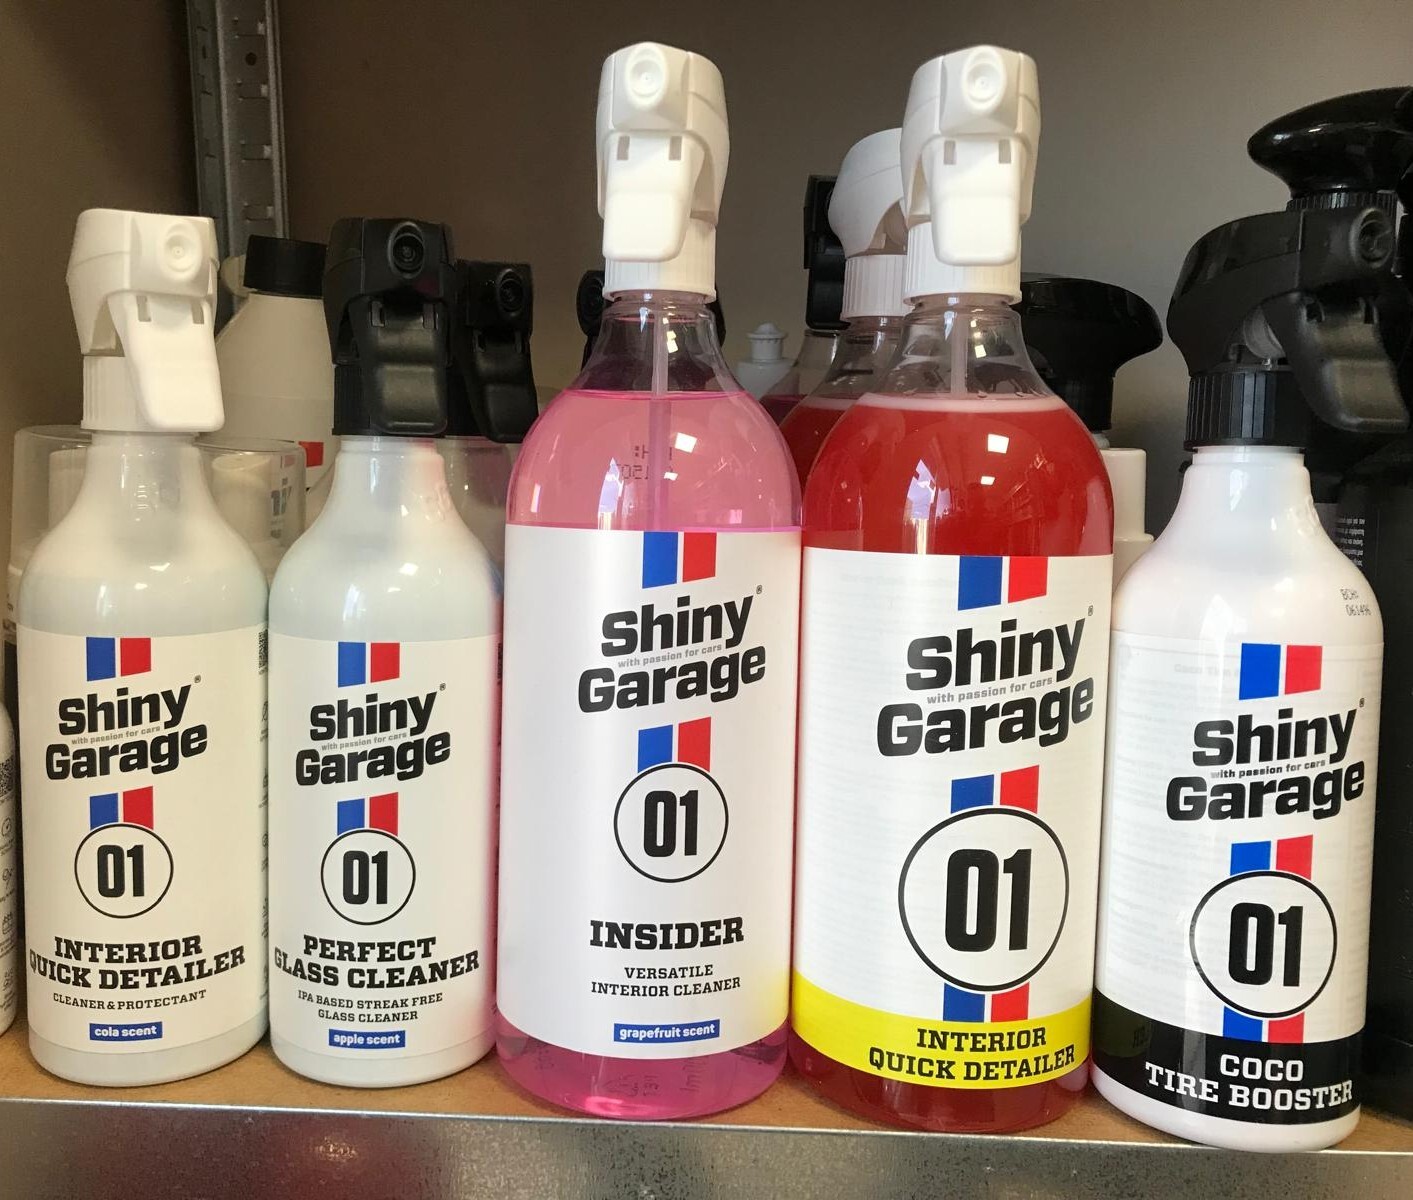 Shiny
with passion for cars
Garage
01
INTERIOR
QUICK DETAILER
CLEANER & PROTECTANT
cola scent
Shiny
with passion for cars
Garage
01
PERFECT
GLASS CLEANER
IPA BASED STREAK FREE
GLASS CLEANER
apple scent
Shiny
with passion for cars
Garage
01
INSIDER
VERSATILE
INTERIOR CLEANER
grapefruit scent
Shiny
with passion for cars
Garage
01
INTERIOR
QUICK DETAILER
BCH:
061496
Shiny
with passion for cars
Garage
01
COCO
TIRE BOOSTER